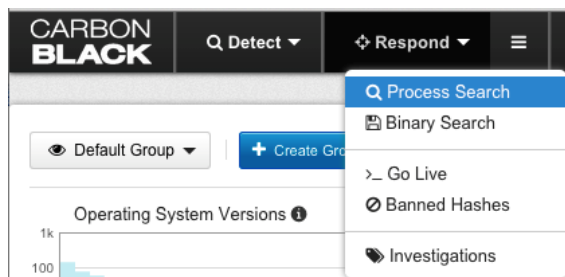 CARBON
BLACK
Detect
Respond
Process Search
Binary Search
>_ Go Live
Banned Hashes
Investigations
Default Group
+ Create Gro
Operating System Versions
1k
100